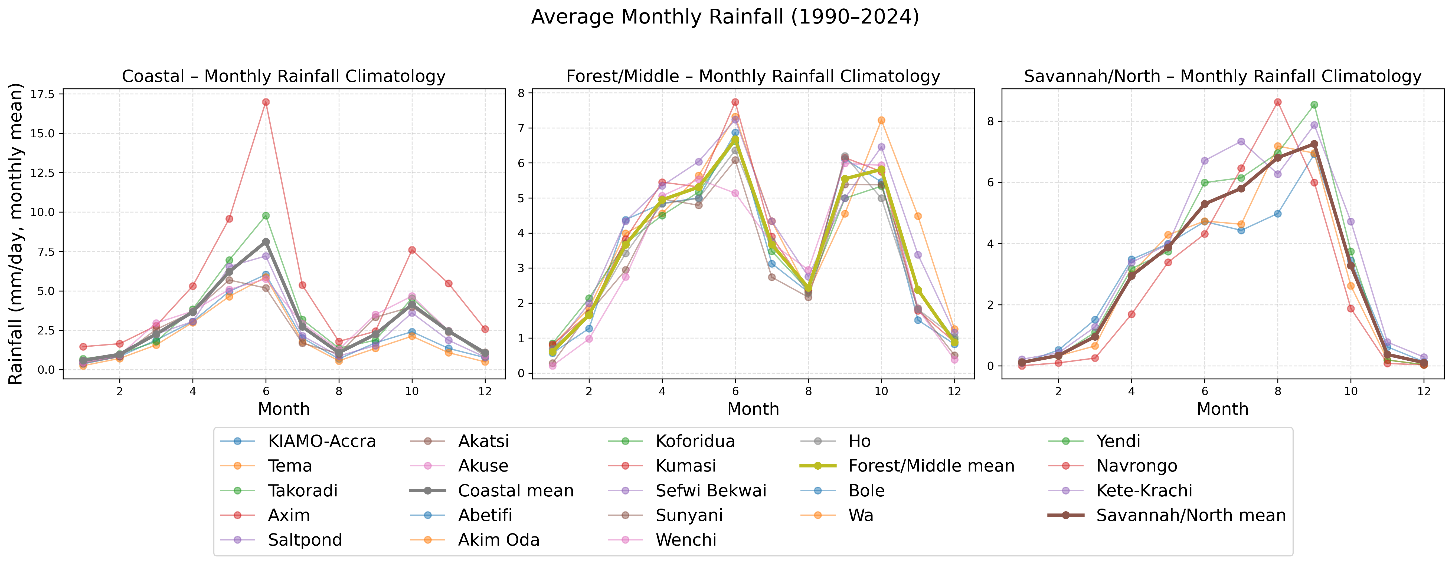 Average Monthly Rainfall (1990–2024)
Coastal – Monthly Rainfall Climatology
Rainfall (mm/day, monthly mean)
17.5
15.0
12.5
10.0
7.5
5.0
2.5
0.0
2 4 6 8 10 12
Month
Forest/Middle – Monthly Rainfall Climatology
8
7
6
5
4
3
2
1
0
2 4 6 8 10 12
Month
Savannah/North – Monthly Rainfall Climatology
8
6
4
2
0
2 4 6 8 10 12
Month
KIAMO-Accra
Tema
Takoradi
Axim
Saltpond
Akatsi
Akuse
Coastal mean
Abetifi
Akim Oda
Koforidua
Kumasi
Sefwi Bekwai
Sunyani
Wenchi
Ho
Forest/Middle mean
Bole
Wa
Yendi
Navrongo
Kete-Krachi
Savannah/North mean